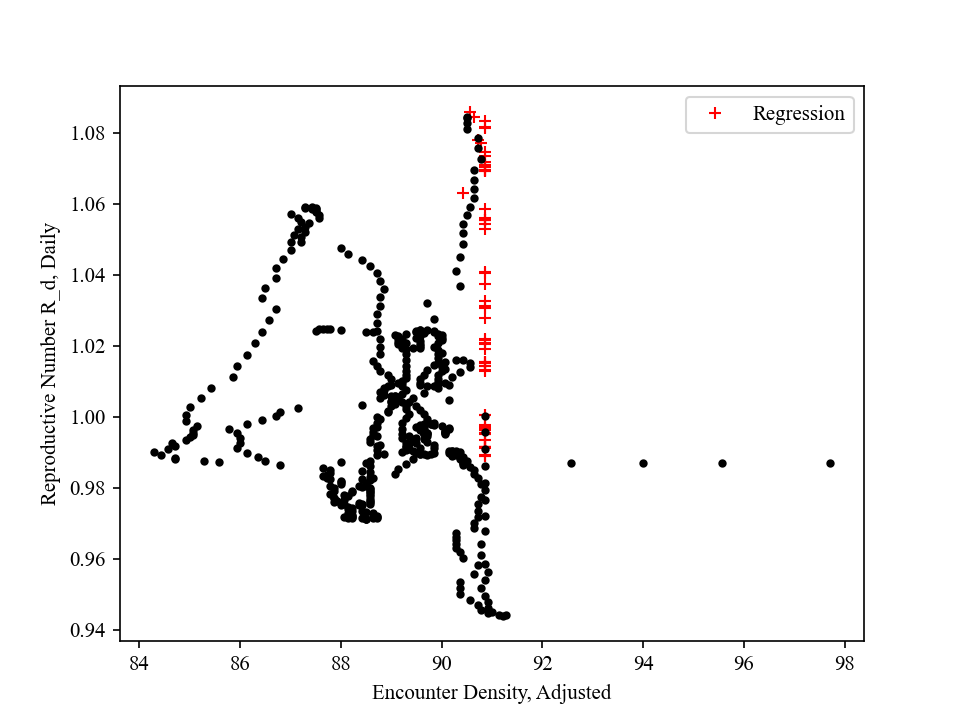 Regression
Reproductive Number R_d, Daily
1.08
1.06
1.04
1.02
1.00
0.98
0.96
0.94
84 86 88 90 92 94 96 98
Encounter Density, Adjusted